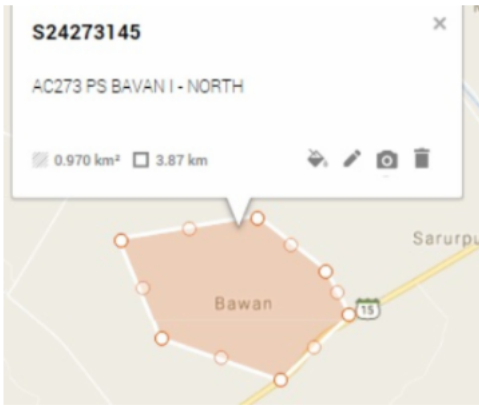 S24273145
AC273 PS BAVAN I - NORTH
0.970 km² 3.87 km
Sarurpu
Bawan
15